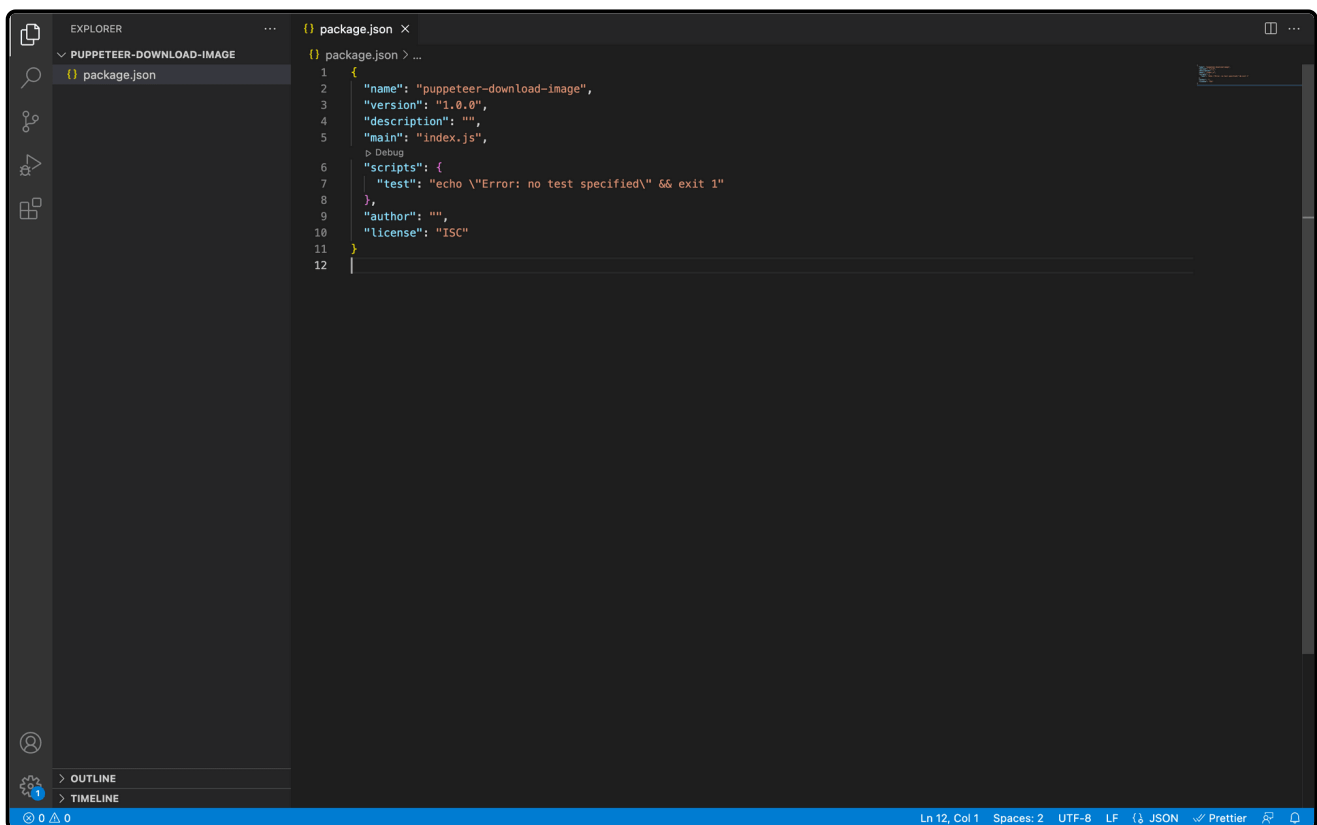 EXPLORER
PUPPETEER-DOWNLOAD-IMAGE
{} package.json
OUTLINE
TIMELINE
{} package.json ×
{} package.json > ...
1 {
2 "name": "puppeteer-download-image",
3 "version": "1.0.0",
4 "description": "",
5 "main": "index.js",
Debug
6 "scripts": {
7 "test": "echo \"Error: no test specified\" && exit 1"
8 },
9 "author": "",
10 "license": "ISC"
11 }
12
1
0 0
Ln 12, Col 1 Spaces: 2 UTF-8 LF {} JSON Prettier